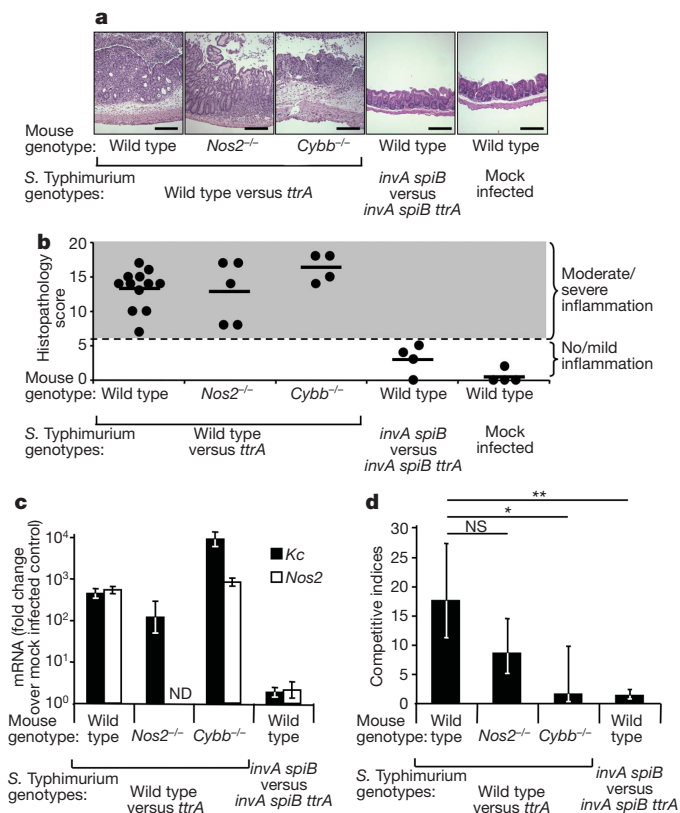 a
Mouse genotype: Wild type Nos2–/– Cybb–/– Wild type Wild type
S. Typhimurium genotypes: Wild type versus ttrA invA spiB versus invA spiB ttrA Mock infected
b
Histopathology score
20
15
10
5
0
Moderate/ severe inflammation
No/mild inflammation
Mouse genotype: Wild type Nos2–/– Cybb–/– Wild type Wild type
S. Typhimurium genotypes: Wild type versus ttrA invA spiB versus invA spiB ttrA Mock infected
c
mRNA (fold change over mock infected control)
10⁴
10³
10²
10¹
10⁰
Kc
Nos2
ND
Mouse genotype: Wild type Nos2–/– Cybb–/– Wild type
S. Typhimurium genotypes: Wild type versus ttrA invA spiB versus invA spiB ttrA
d
Competitive indices
30
25
20
15
10
5
0
**
*
NS
Mouse genotype: Wild type Nos2–/– Cybb–/– Wild type
S. Typhimurium genotypes: Wild type versus ttrA invA spiB versus invA spiB ttrA